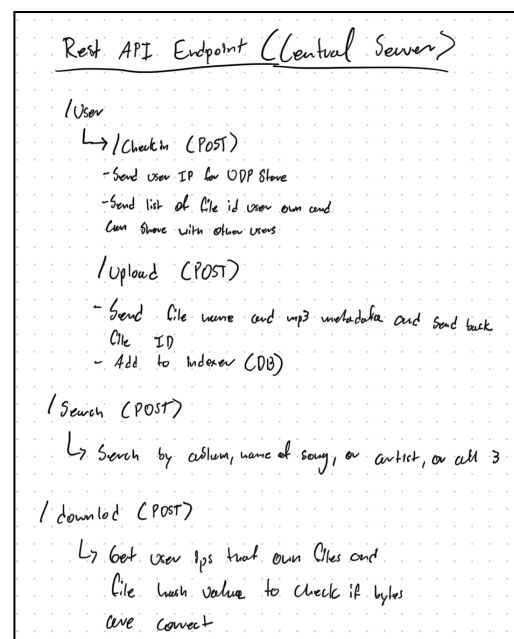 Rest API Endpoint (Central Server)
/User
↳ /Checkin (POST)
- Send user IP for UDP Share
- Send list of file id user own and
can share with other users
/Upload (POST)
- Send file name and mp3 metadata and send back
file ID
- Add to indexer (DB)
/Search (POST)
↳ Serch by ablum, name of song, or artist, or all 3
/downlod (POST)
↳ Get user Ips that own files and
file hash value to check if bytes
are correct